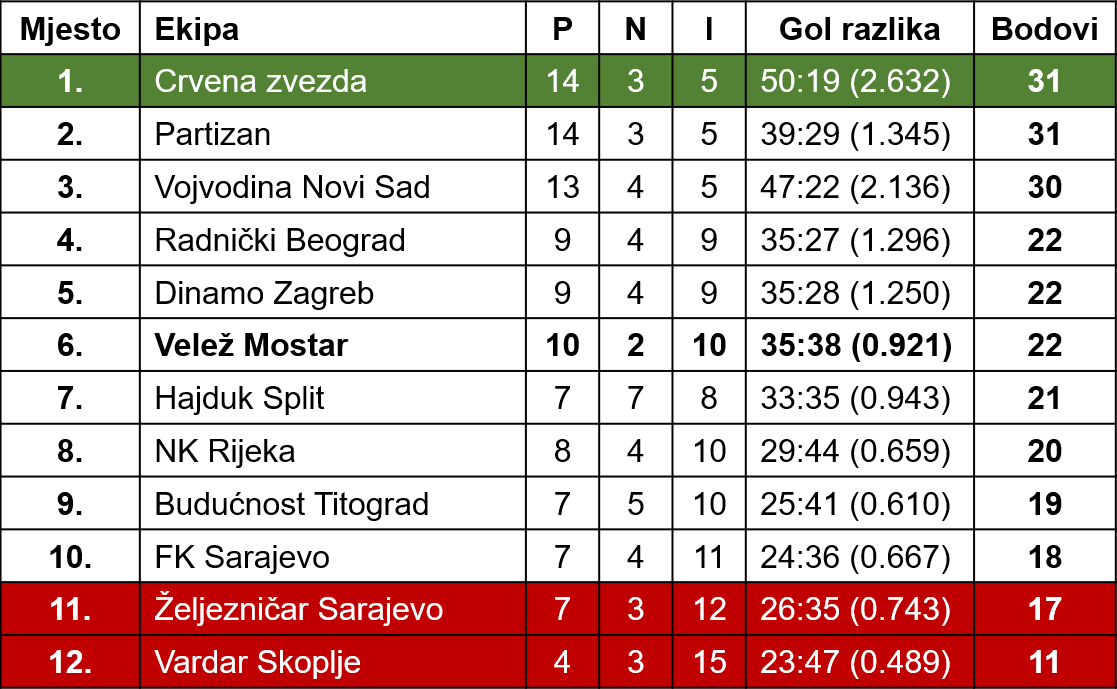 Mjesto Ekipa P N I Gol razlika Bodovi
1. Crvena zvezda 14 3 5 50:19 (2.632) 31
2. Partizan 14 3 5 39:29 (1.345) 31
3. Vojvodina Novi Sad 13 4 5 47:22 (2.136) 30
4. Radnički Beograd 9 4 9 35:27 (1.296) 22
5. Dinamo Zagreb 9 4 9 35:28 (1.250) 22
6. Velež Mostar 10 2 10 35:38 (0.921) 22
7. Hajduk Split 7 7 8 33:35 (0.943) 21
8. NK Rijeka 8 4 10 29:44 (0.659) 20
9. Budućnost Titograd 7 5 10 25:41 (0.610) 19
10. FK Sarajevo 7 4 11 24:36 (0.667) 18
11. Željezničar Sarajevo 7 3 12 26:35 (0.743) 17
12. Vardar Skoplje 4 3 15 23:47 (0.489) 11